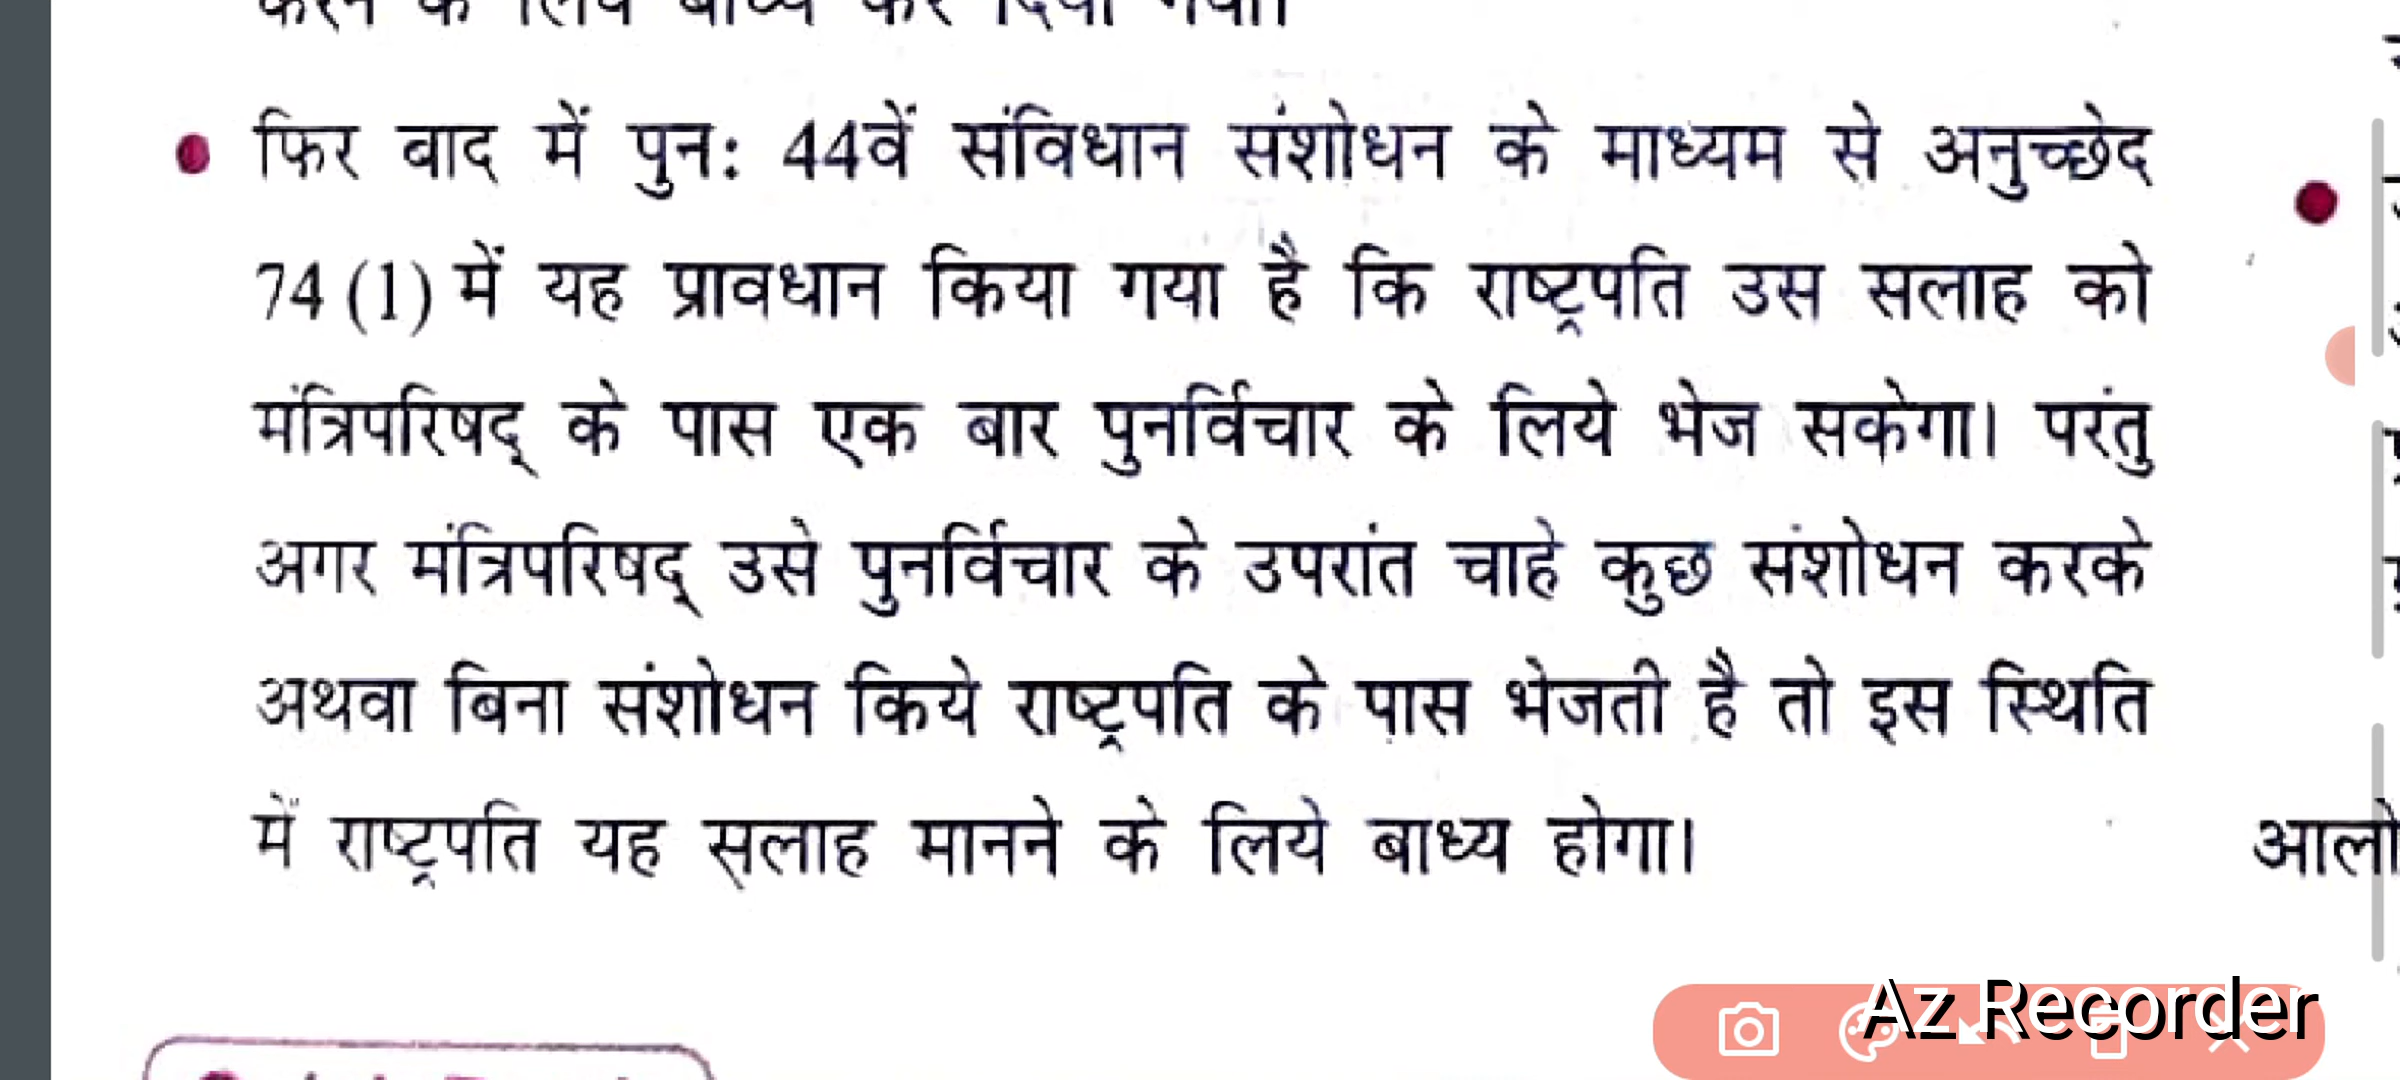 फिर बाद में पुनः 44वें संविधान संशोधन के माध्यम से अनुच्छेद
74 (1) में यह प्रावधान किया गया है कि राष्ट्रपति उस सलाह को
मंत्रिपरिषद् के पास एक बार पुनर्विचार के लिये भेज सकेगा। परंतु
अगर मंत्रिपरिषद् उसे पुनर्विचार के उपरांत चाहे कुछ संशोधन करके
अथवा बिना संशोधन किये राष्ट्रपति के पास भेजती है तो इस स्थिति
में राष्ट्रपति यह सलाह मानने के लिये बाध्य होगा।
आलो
Az Recorder